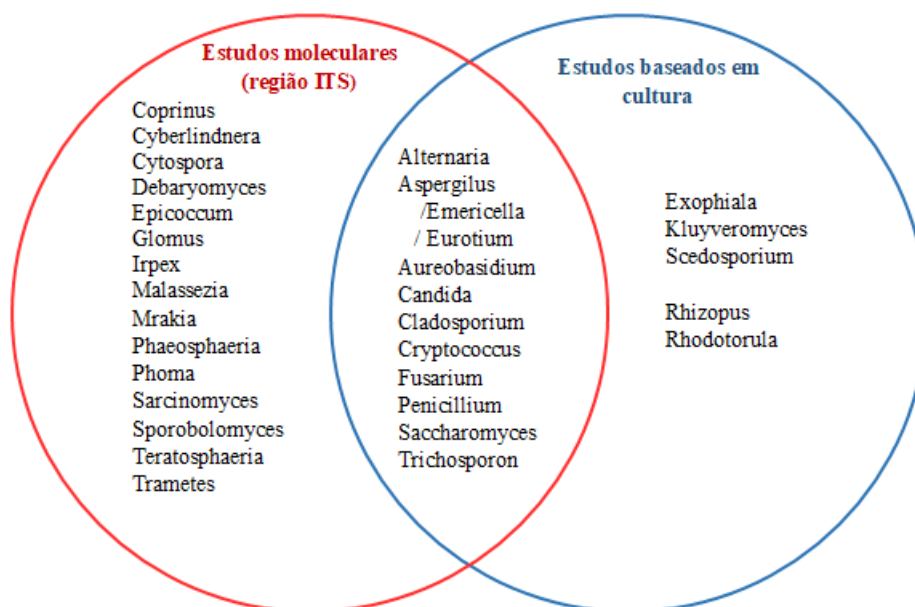 Estudos moleculares
(região ITS)
Coprinus
Cyberlindnera
Cytospora
Debaryomyces
Epicoccum
Glomus
Irpex
Malassezia
Mrakia
Phaeosphaeria
Phoma
Sarcinomyces
Sporobolomyces
Teratosphaeria
Trametes
Alternaria
Aspergilus
/Emericella
/ Eurotium
Aureobasidium
Candida
Cladosporium
Cryptococcus
Fusarium
Penicillium
Saccharomyces
Trichosporon
Estudos baseados em
cultura
Exophiala
Kluyveromyces
Scedosporium
Rhizopus
Rhodotorula